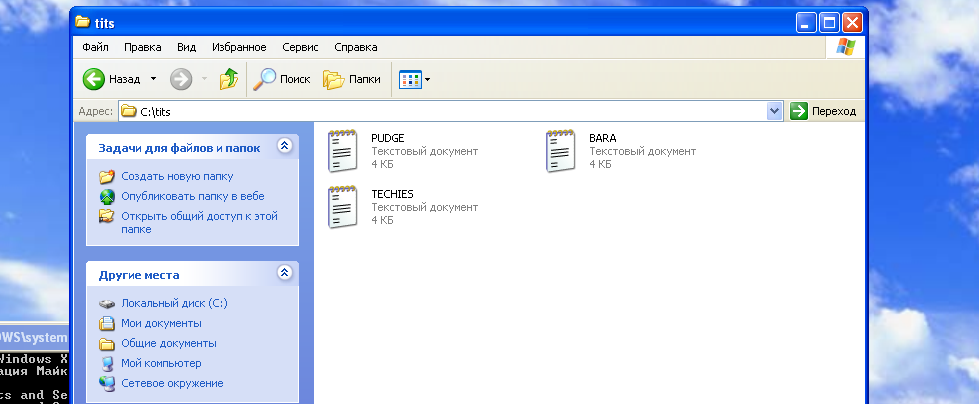 tits
Файл Правка Вид Избранное Сервис Справка
Назад Поиск Папки
Адрес: C:\tits Переход
Задачи для файлов и папок
Создать новую папку
Опубликовать папку в вебе
Открыть общий доступ к этой
папке
Другие места
Локальный диск (C:)
Мои документы
Общие документы
Мой компьютер
Сетевое окружение
PUDGE
Текстовый документ
4 КБ
BARA
Текстовый документ
4 КБ
TECHIES
Текстовый документ
4 КБ
OWS\system
Windows X
ация Майк
ts and Se